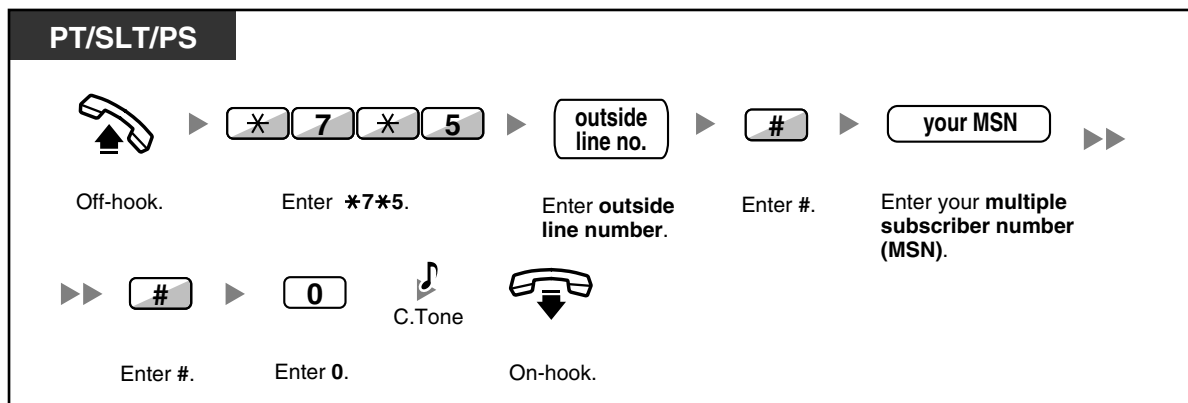 PT/SLT/PS
* 7 * 5 outside line no. # your MSN
Off-hook. Enter *7*5. Enter outside line number. Enter #. Enter your multiple subscriber number (MSN).
# 0 C.Tone
Enter #. Enter 0. On-hook.